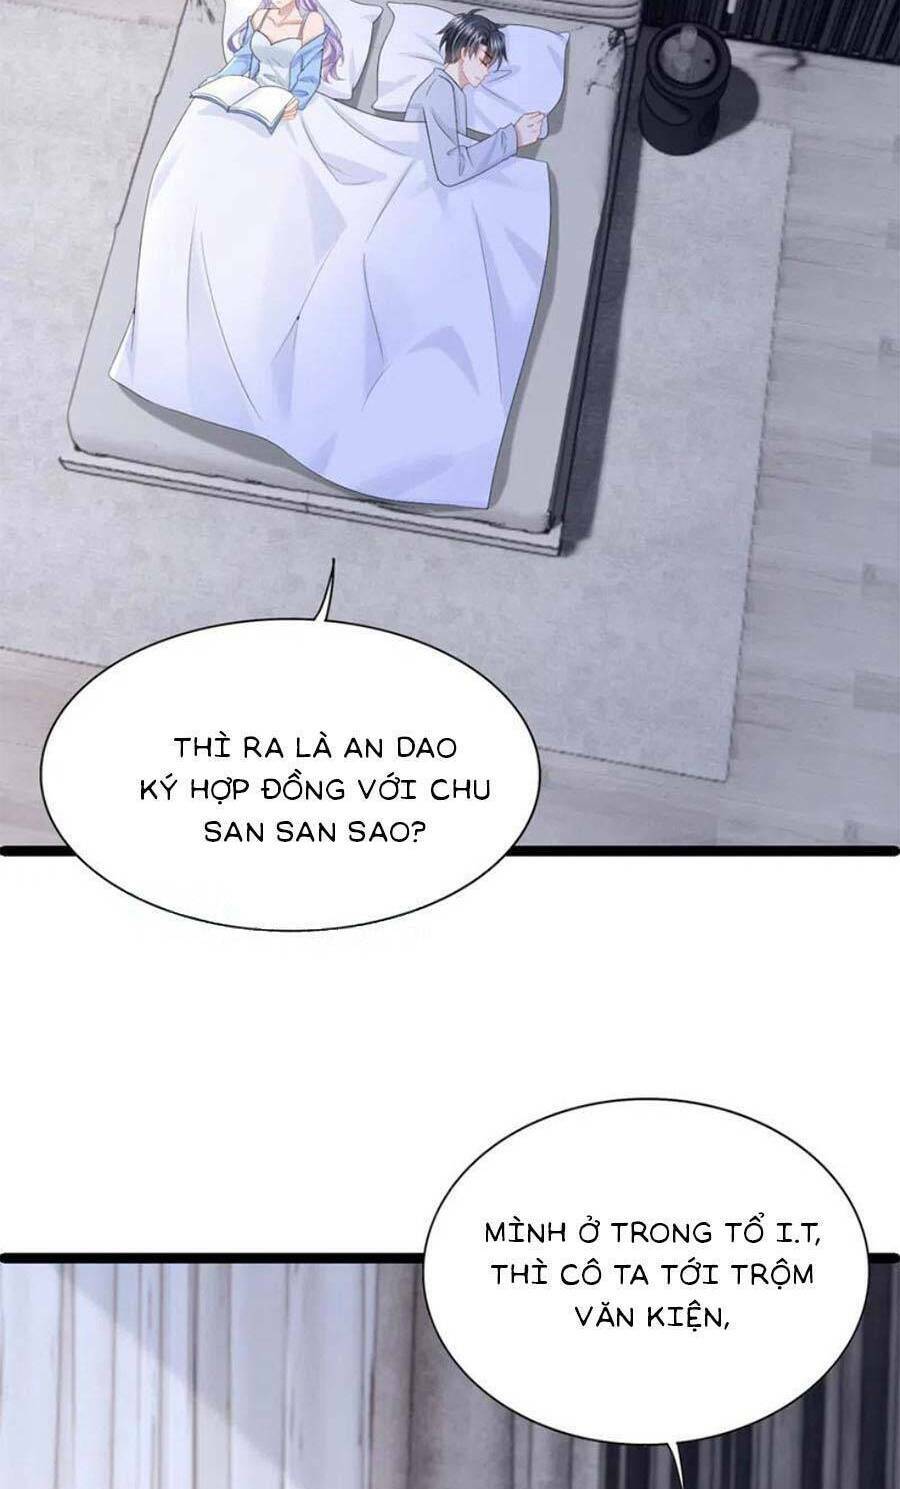 THÌ RA LÀ AN DAO
KÝ HỢP ĐỒNG VỚI CHU
SAN SAN SAO?
MÌNH Ở TRONG TỔ I.T,
THÌ CÔ TA TỚI TRỘM
VĂN KIỆN,